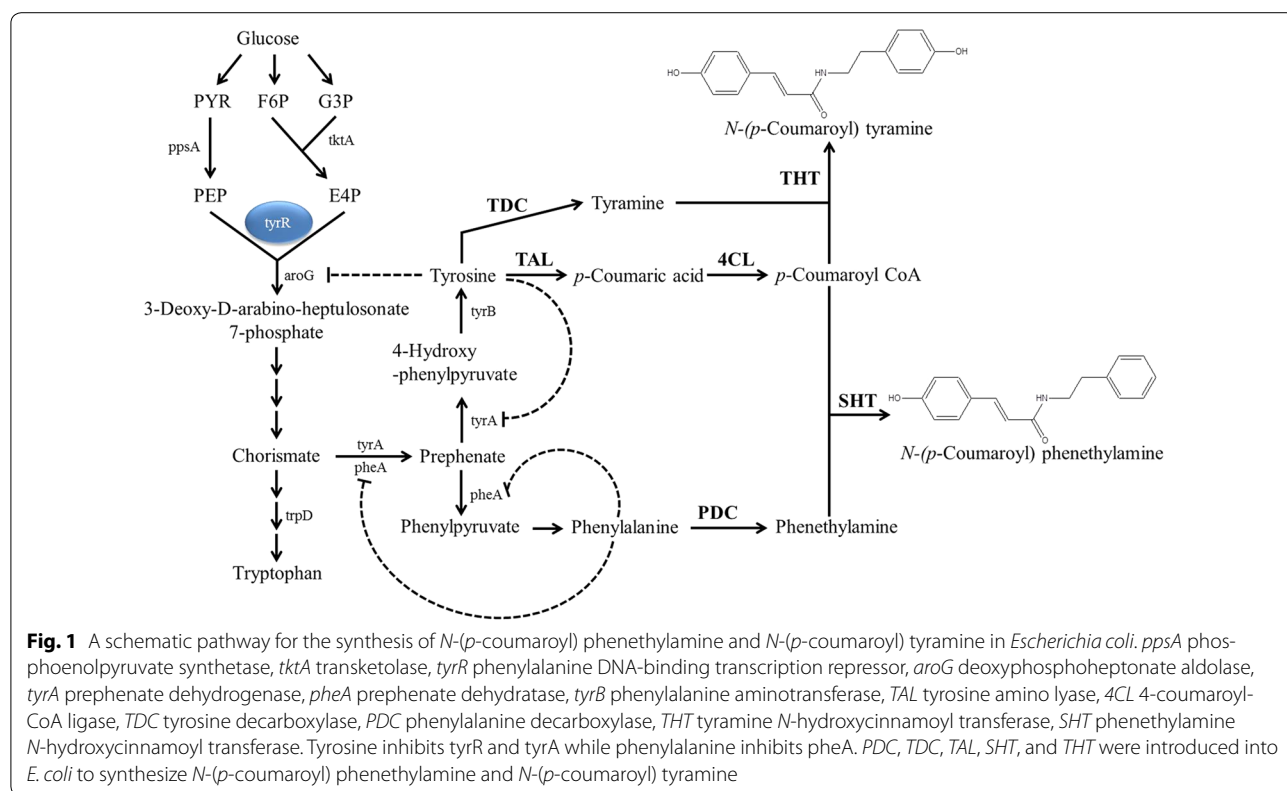 Glucose
PYR F6P G3P
ppsA
tktA
PEP
E4P
tyrR
aroG
3-Deoxy-D-arabino-heptulosonate
7-phosphate
Chorismate
trpD
Tryptophan
tyrA
pheA
Prephenate
tyrA
4-Hydroxy
-phenylpyruvate
tyrB
Tyrosine
pheA
Phenylpyruvate
Phenylalanine
PDC
Phenethylamine
TDC
Tyramine
TAL
p-Coumaric acid
4CL
p-Coumaroyl CoA
THT
HO
HN
O
OH
N-(p-Coumaroyl) tyramine
SHT
HO
HN
O
N-(p-Coumaroyl) phenethylamine
Fig. 1 A schematic pathway for the synthesis of N-(p-coumaroyl) phenethylamine and N-(p-coumaroyl) tyramine in Escherichia coli. ppsA phos-
phoenolpyruvate synthetase, tktA transketolase, tyrR phenylalanine DNA-binding transcription repressor, aroG deoxyphosphoheptonate aldolase,
tyrA prephenate dehydrogenase, pheA prephenate dehydratase, tyrB phenylalanine aminotransferase, TAL tyrosine amino lyase, 4CL 4-coumaroyl-
CoA ligase, TDC tyrosine decarboxylase, PDC phenylalanine decarboxylase, THT tyramine N-hydroxycinnamoyl transferase, SHT phenethylamine
N-hydroxycinnamoyl transferase. Tyrosine inhibits tyrR and tyrA while phenylalanine inhibits pheA. PDC, TDC, TAL, SHT, and THT were introduced into
E. coli to synthesize N-(p-coumaroyl) phenethylamine and N-(p-coumaroyl) tyramine